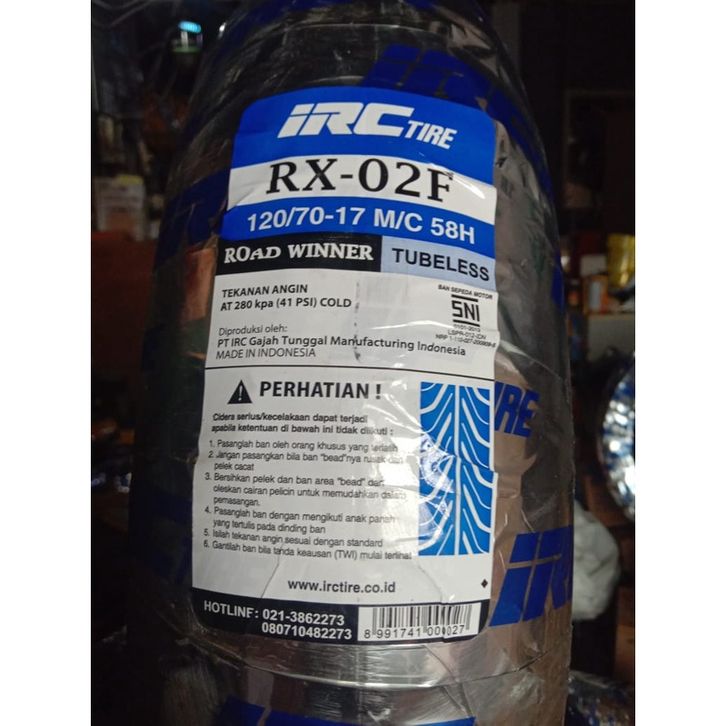 IRC TIRE
RX-02F
120/70-17 M/C 58H
ROAD WINNER
TUBELESS
TEKANAN ANGIN
AT 280 kpa (41 PSI) COLD
BAN SEPEDA MOTOR
SNI
Diproduksi oleh:
PT IRC Gajah Tunggal Manufacturing Indonesia
MADE IN INDONESIA
PERHATIAN !
Cidera serius/kecelakaan dapat terjadi
apabila ketentuan di bawah ini tidak diikuti :
1. Pasanglah ban oleh orang khusus yang terlatih
2. Jangan pasangkan bila ban "bead"nya rusak dan
pelek cacat
3. Bersihkan pelek dan ban area "bead" dan
oleskan cairan pelicin untuk memudahkan dalam
pemasangan.
4. Pasanglah ban dengan mengikuti anak panah
yang tertulis pada dinding ban
5. Isilah tekanan angin sesuai dengan standard
6. Gantilah ban bila tanda keausan (TWI) mulai terlihat
www.irctire.co.id
HOTLINE: 021-3862273
080710482273
8 991741 000027
IRE
IRC